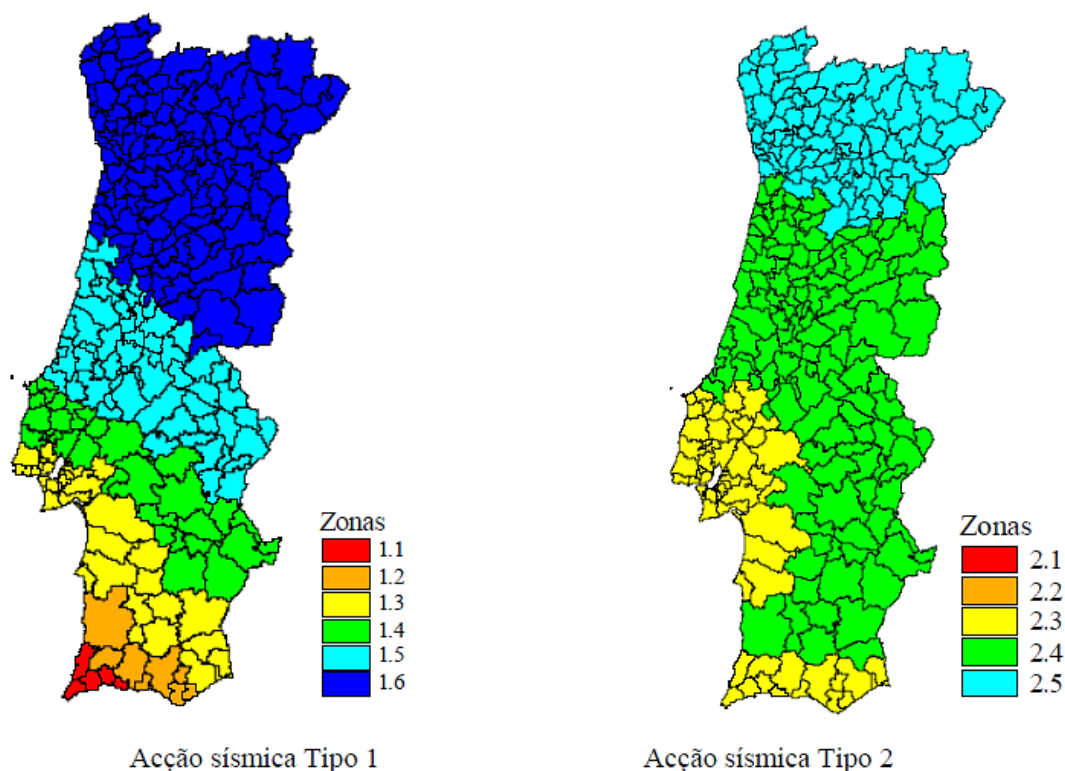 Zonas
1.1
1.2
1.3
1.4
1.5
1.6
Acção sísmica Tipo 1
Zonas
2.1
2.2
2.3
2.4
2.5
Acção sísmica Tipo 2